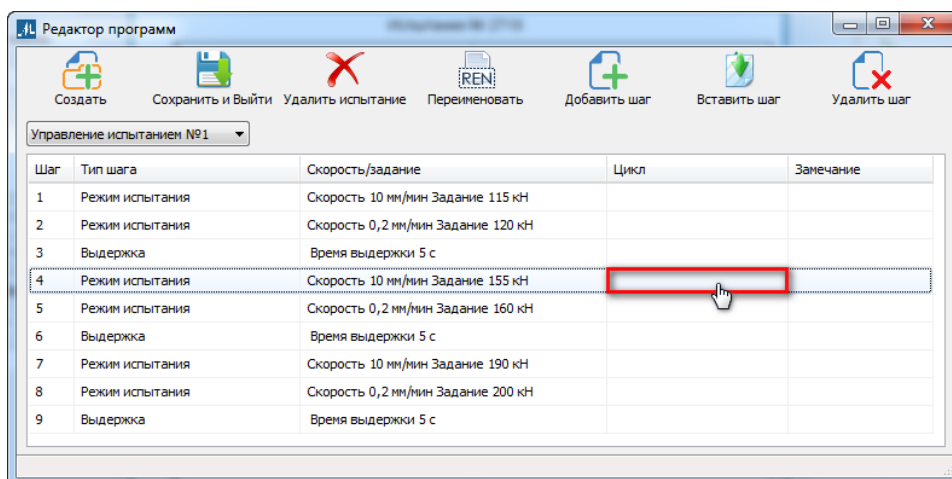 Редактор программ
REN
Создать Сохранить и Выйти Удалить испытание Переименовать Добавить шаг Вставить шаг Удалить шаг
Управление испытанием №1
Шаг Тип шага Скорость/задание Цикл Замечание
1 Режим испытания Скорость 10 мм/мин Задание 115 кН
2 Режим испытания Скорость 0,2 мм/мин Задание 120 кН
3 Выдержка Время выдержки 5 с
4 Режим испытания Скорость 10 мм/мин Задание 155 кН
5 Режим испытания Скорость 0,2 мм/мин Задание 160 кН
6 Выдержка Время выдержки 5 с
7 Режим испытания Скорость 10 мм/мин Задание 190 кН
8 Режим испытания Скорость 0,2 мм/мин Задание 200 кН
9 Выдержка Время выдержки 5 с